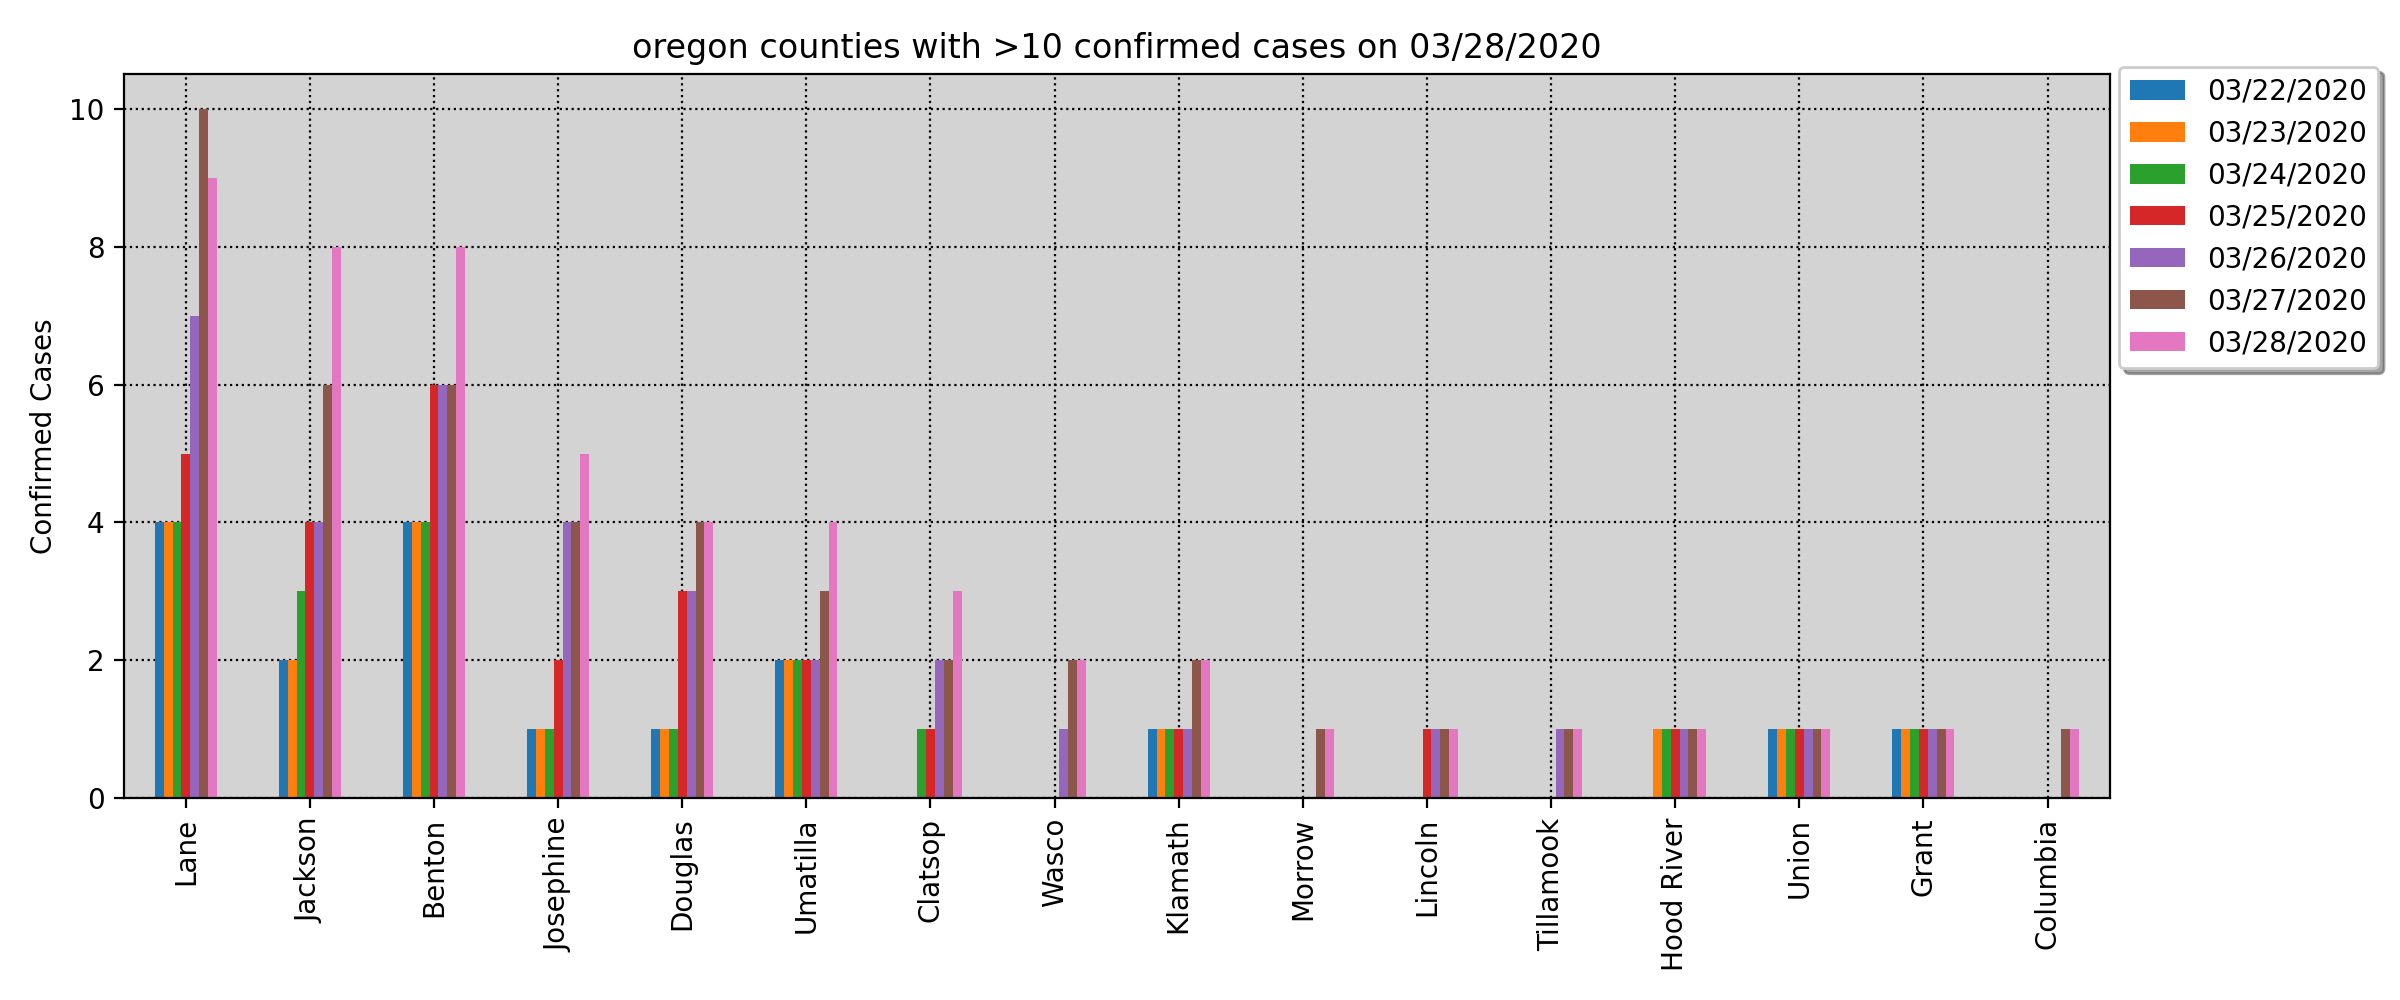 oregon counties with >10 confirmed cases on 03/28/2020
Confirmed Cases
10
8
6
4
2
0
Lane
Jackson
Benton
Josephine
Douglas
Umatilla
Clatsop
Wasco
Klamath
Morrow
Lincoln
Tillamook
Hood River
Union
Grant
Columbia
03/22/2020
03/23/2020
03/24/2020
03/25/2020
03/26/2020
03/27/2020
03/28/2020